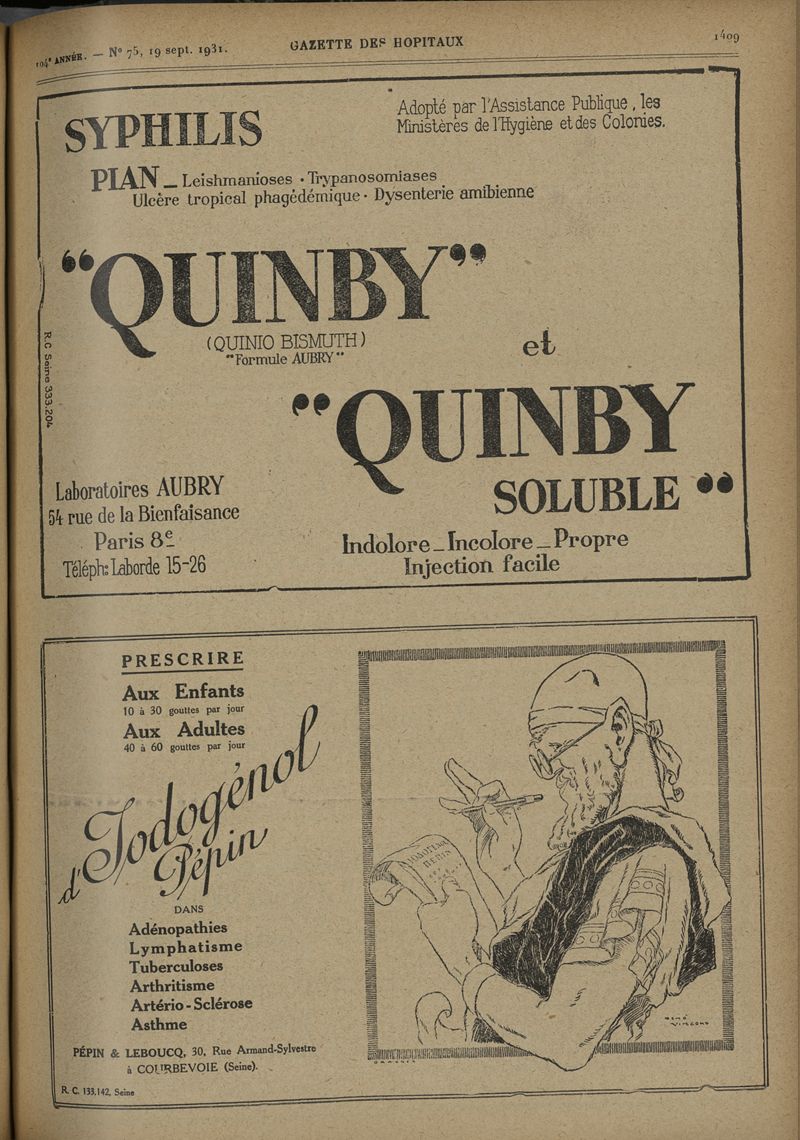 104e ANNÉE. — No 75, 19 sept. 1931.
GAZETTE DES HOPITAUX
1409
SYPHILIS
Adopté par l'Assistance Publique, les
Ministères de l'Hygiène et des Colonies.
PIAN _ Leishmanioses · Trypanosomiases
Ulcère tropical phagédémique · Dysenterie amibienne
"QUINBY"
(QUINIO BISMUTH)
"Formule AUBRY"
et
"QUINBY
SOLUBLE"
R.C Seine 333.204
Laboratoires AUBRY
54 rue de la Bienfaisance
Paris 8e
Téléph: Laborde 15-26
Indolore _ Incolore _ Propre
Injection facile
PRESCRIRE
Aux Enfants
10 à 30 gouttes par jour
Aux Adultes
40 à 60 gouttes par jour
d'Iodogénol
Pépin
DANS
Adénopathies
Lymphatisme
Tuberculoses
Arthritisme
Artério-Sclérose
Asthme
PÉPIN & LEBOUCQ, 30, Rue Armand-Sylvestre
à COURBEVOIE (Seine).
R. C. 133,142, Seine
IODOGENOL
PEPIN
RENÉ
VINCENT